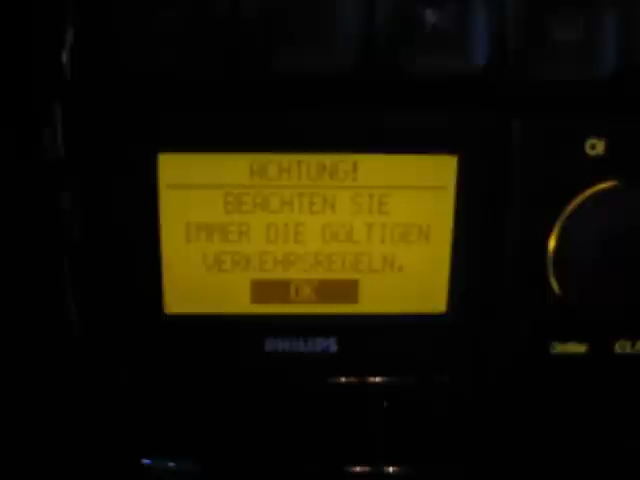 ACHTUNG!
BEACHTEN SIE
IMMER DIE GÜLTIGEN
VERKEHRSREGELN.
OK
PHILIPS